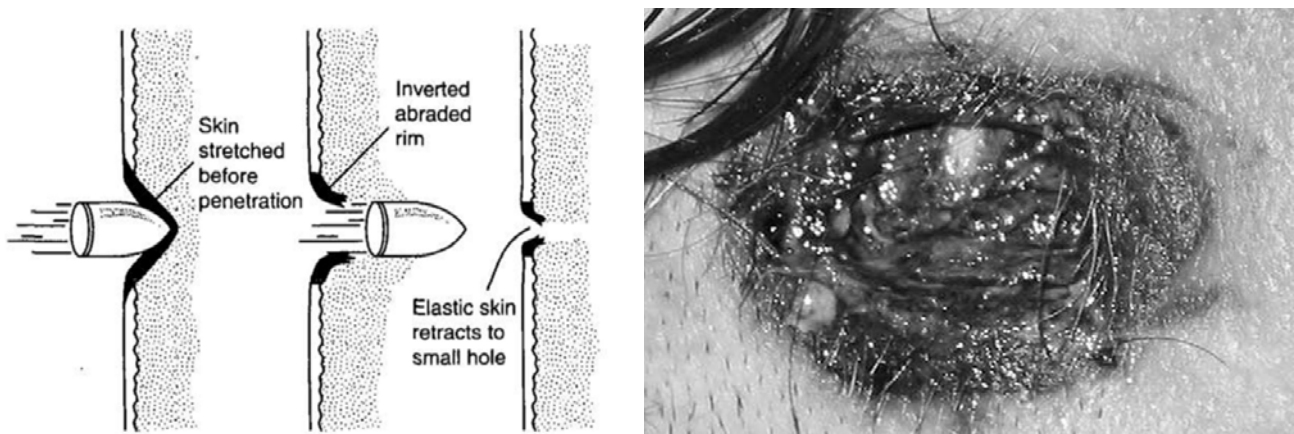 Skin
stretched
before
penetration
Inverted
abraded
rim
Elastic skin
retracts to
small hole